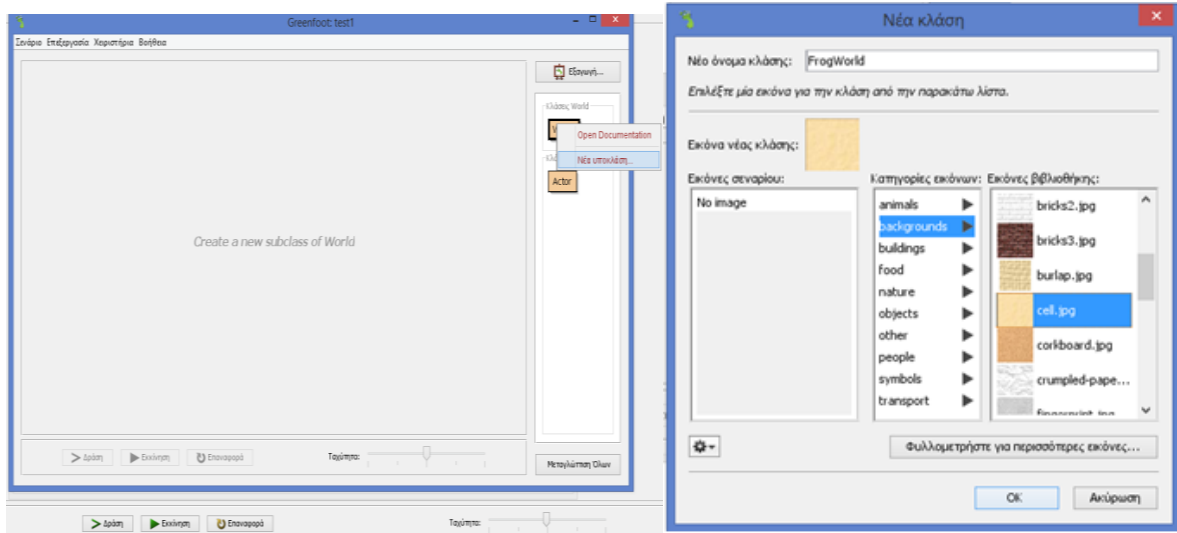 Greenfoot: test1
Σενάριο Επεξεργασία Χειριστήρια Βοήθεια
Εξαγωγή...
Κλάσεις World
Open Documentation
Νέα υποκλάση...
Actor
Create a new subclass of World
> Δράση
Εκκίνηση
Επαναφορά
Ταχύτητα:
Μεταγλώττιση Όλων
> Δράση
Εκκίνηση
Επαναφορά
Ταχύτητα:
Νέα κλάση
Νέο όνομα κλάσης: FrogWorld
Επιλέξτε μία εικόνα για την κλάση από την παρακάτω λίστα.
Εικόνα νέας κλάσης:
Εικόνες σεναρίου: Κατηγορίες εικόνων: Εικόνες βιβλιοθήκης:
No image
animals
backgrounds
buildings
food
nature
objects
other
people
symbols
transport
bricks2.jpg
bricks3.jpg
burlap.jpg
cell.jpg
corkboard.jpg
crumpled-pape...
Φυλλομετρήστε για περισσότερες εικόνες...
OK
Ακύρωση